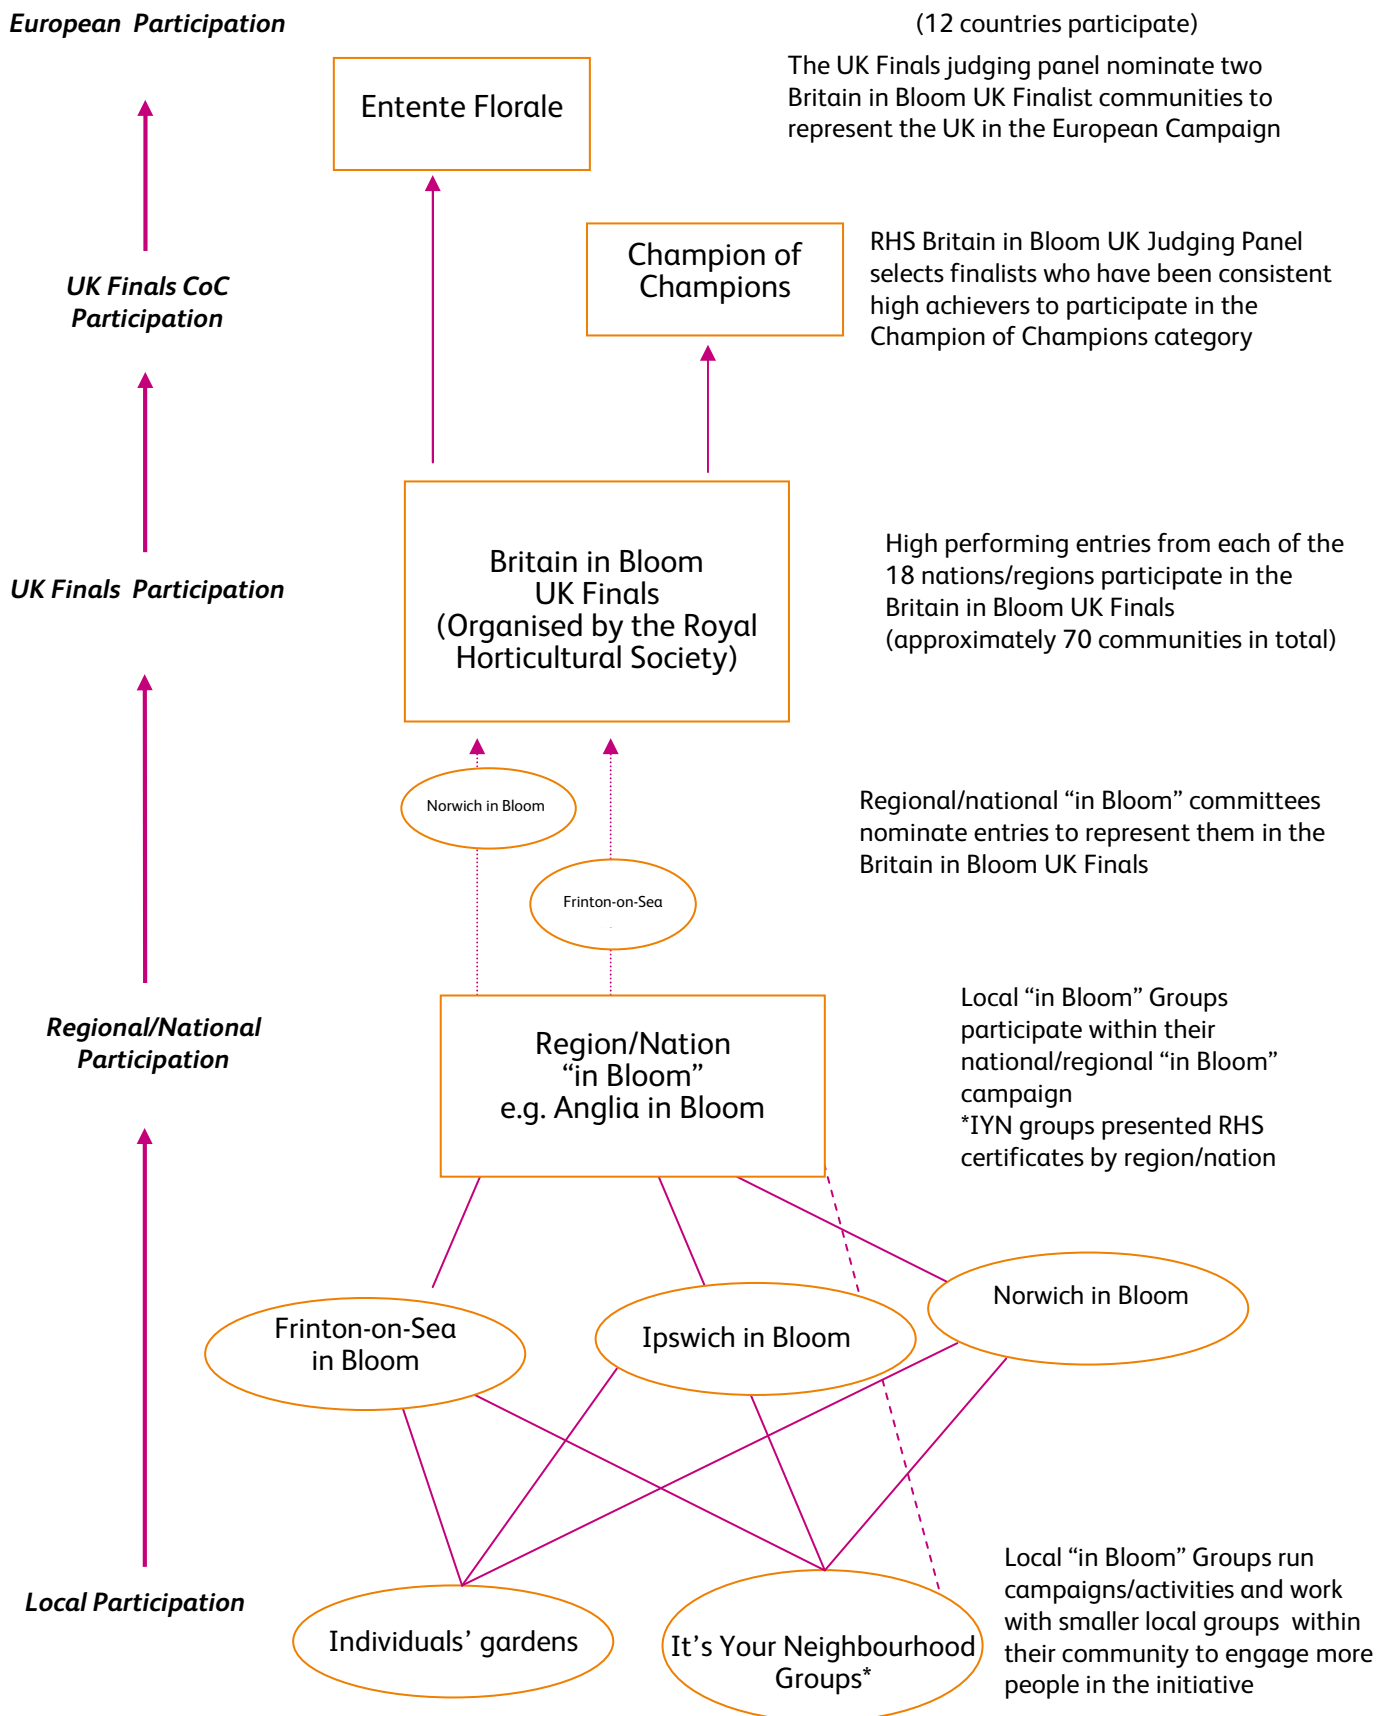 European Participation
(12 countries participate)
The UK Finals judging panel nominate two
Britain in Bloom UK Finalist communities to
represent the UK in the European Campaign
Entente Florale
Champion of
Champions
RHS Britain in Bloom UK Judging Panel
selects finalists who have been consistent
high achievers to participate in the
Champion of Champions category
UK Finals CoC
Participation
Britain in Bloom
UK Finals
(Organised by the Royal
Horticultural Society)
High performing entries from each of the
18 nations/regions participate in the
Britain in Bloom UK Finals
(approximately 70 communities in total)
UK Finals Participation
Norwich in Bloom
Regional/national “in Bloom” committees
nominate entries to represent them in the
Britain in Bloom UK Finals
Frinton-on-Sea
Regional/National
Participation
Region/Nation
“in Bloom”
e.g. Anglia in Bloom
Local “in Bloom” Groups
participate within their
national/regional “in Bloom”
campaign
*IYN groups presented RHS
certificates by region/nation
Frinton-on-Sea
in Bloom
Ipswich in Bloom
Norwich in Bloom
Local Participation
Individuals’ gardens
It’s Your Neighbourhood
Groups*
Local “in Bloom” Groups run
campaigns/activities and work
with smaller local groups within
their community to engage more
people in the initiative